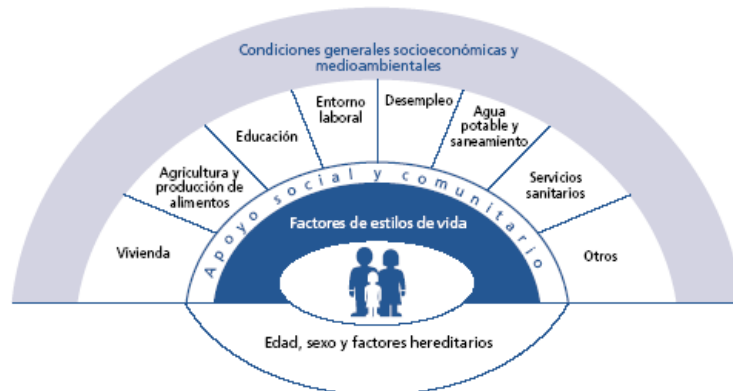 Condiciones generales socioeconómicas y
medioambientales
Vivienda
Agricultura y
producción de
alimentos
Educación
Entorno
laboral
Desempleo
Agua
potable y
saneamiento
Servicios
sanitarios
Otros
Apoyo social y comunitario
Factores de estilos de vida
Edad, sexo y factores hereditarios